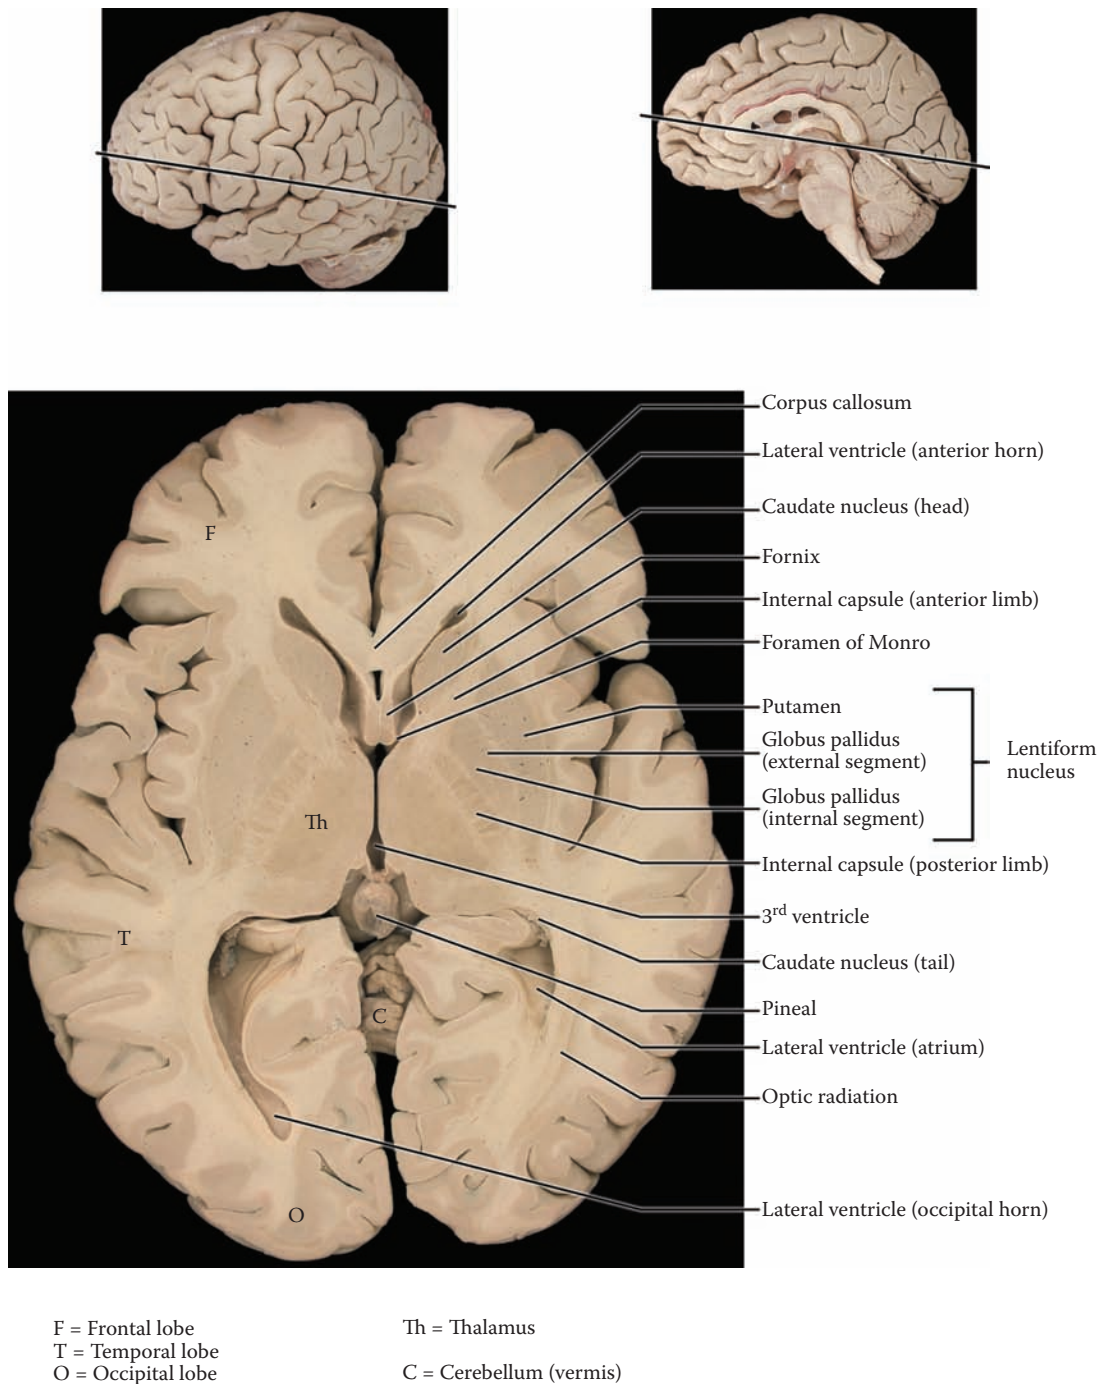 Corpus callosum
Lateral ventricle (anterior horn)
Caudate nucleus (head)
F
Fornix
Internal capsule (anterior limb)
Foramen of Monro
Putamen
Globus pallidus
(external segment)
Lentiform
nucleus
Globus pallidus
(internal segment)
Th
Internal capsule (posterior limb)
3rd ventricle
T
Caudate nucleus (tail)
Pineal
C
Lateral ventricle (atrium)
Optic radiation
Lateral ventricle (occipital horn)
O
F = Frontal lobe
T = Temporal lobe
O = Occipital lobe
Th = Thalamus
C = Cerebellum (vermis)